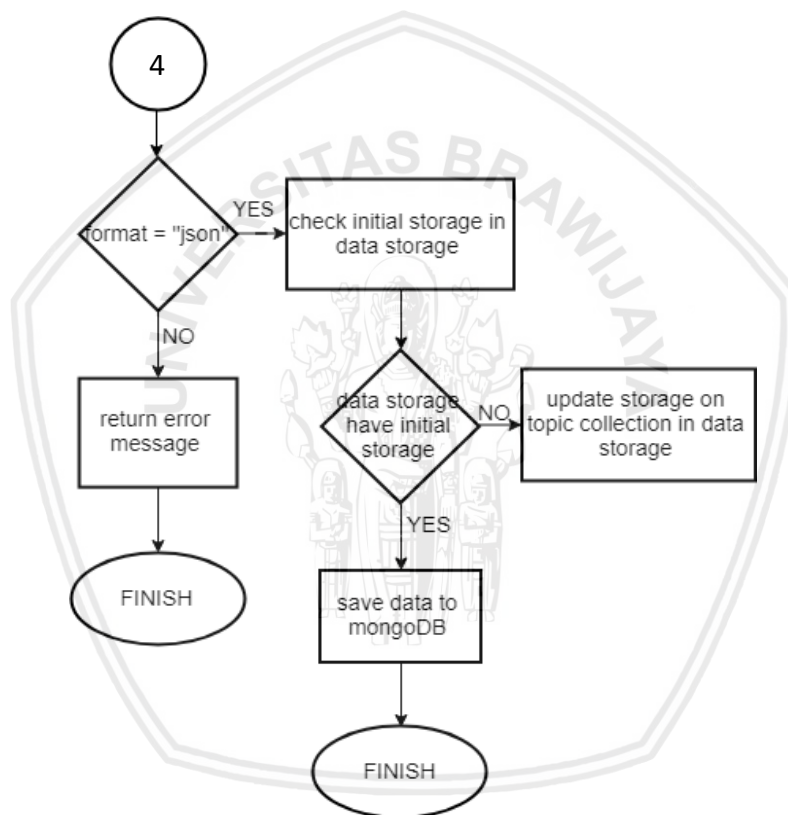 4
format = "json"
YES
check initial storage in
data storage
NO
return error
message
FINISH
data storage
have initial
storage
NO
update storage on
topic collection in data
storage
YES
save data to
mongoDB
FINISH
UNIVERSITAS BRAWIJAYA